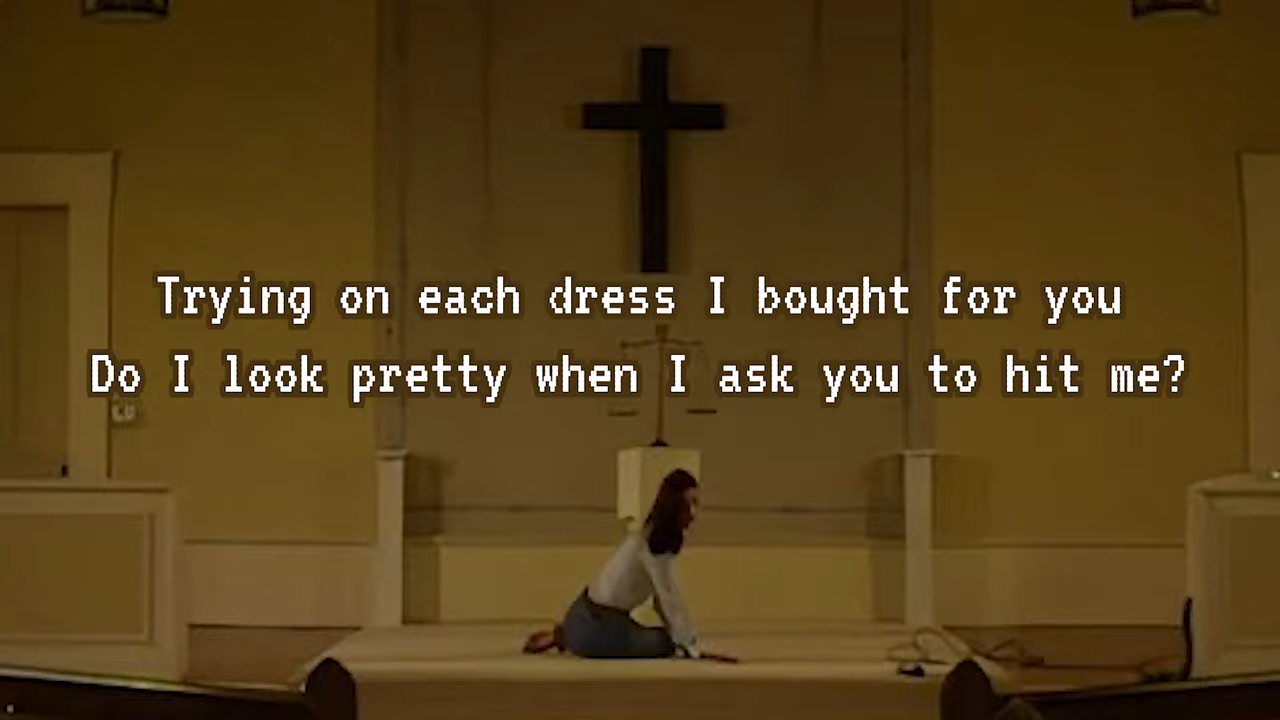 Trying on each dress I bought for you
Do I look pretty when I ask you to hit me?